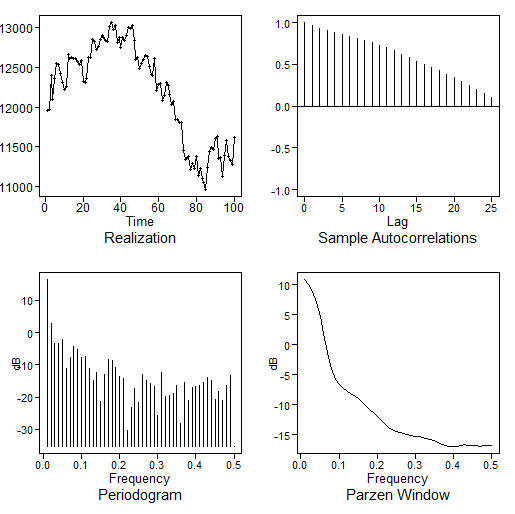 13000
12500
12000
11500
11000
0 20 40 60 80 100
Time
Realization
1.0
0.5
0.0
-0.5
-1.0
0 5 10 15 20 25
Lag
Sample Autocorrelations
10
0
-10
-20
-30
dB
0.0 0.1 0.2 0.3 0.4 0.5
Frequency
Periodogram
10
5
0
-5
-10
-15
dB
0.0 0.1 0.2 0.3 0.4 0.5
Frequency
Parzen Window